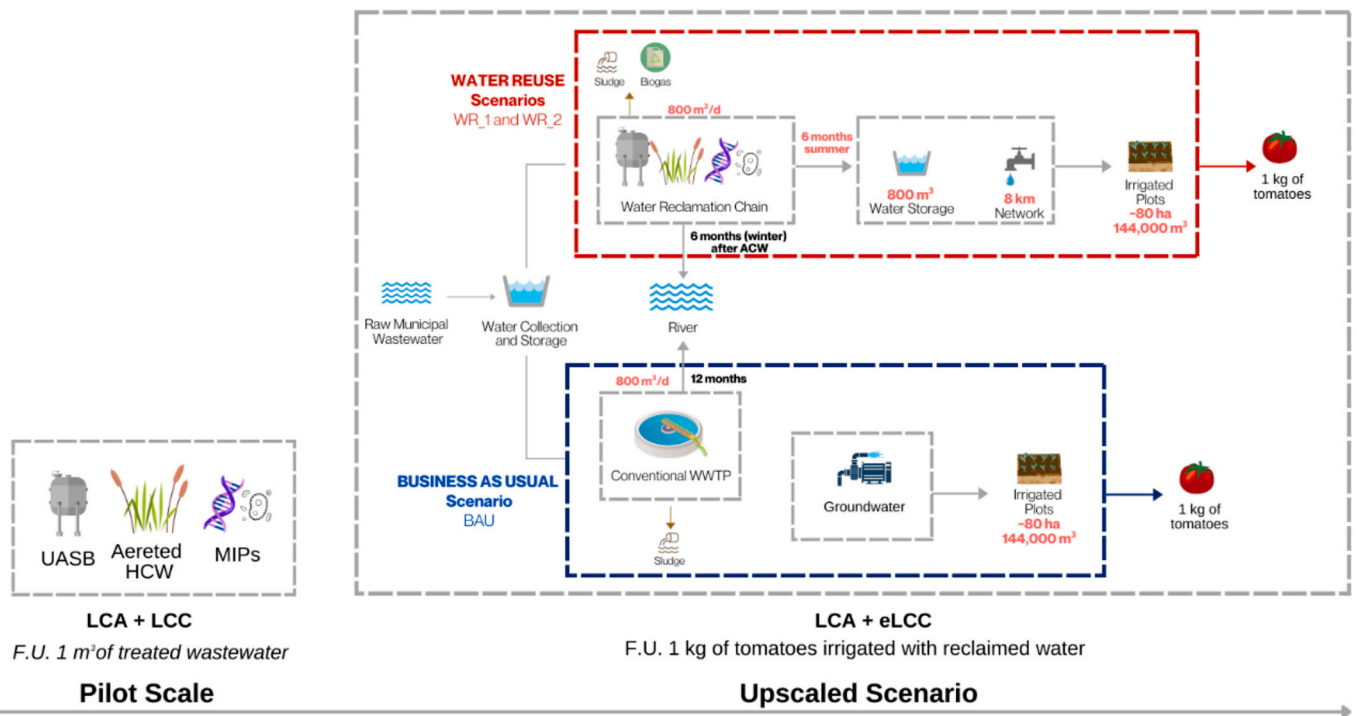 WATER REUSE
Scenarios
WR_1 and WR_2
Sludge
Biogas
800 m³/d
Water Reclamation Chain
6 months
summer
800 m³
Water Storage
8 km
Network
Irrigated
Plots
~80 ha
144,000 m³
1 kg of
tomatoes
6 months (winter)
after ACW
Raw Municipal
Wastewater
Water Collection
and Storage
River
800 m³/d
12 months
Conventional WWTP
Sludge
BUSINESS AS USUAL
Scenario
BAU
Groundwater
Irrigated
Plots
~80 ha
144,000 m³
1 kg of
tomatoes
UASB
Aereted
HCW
MIPs
LCA + LCC
F.U. 1 m³of treated wastewater
Pilot Scale
LCA + eLCC
F.U. 1 kg of tomatoes irrigated with reclaimed water
Upscaled Scenario